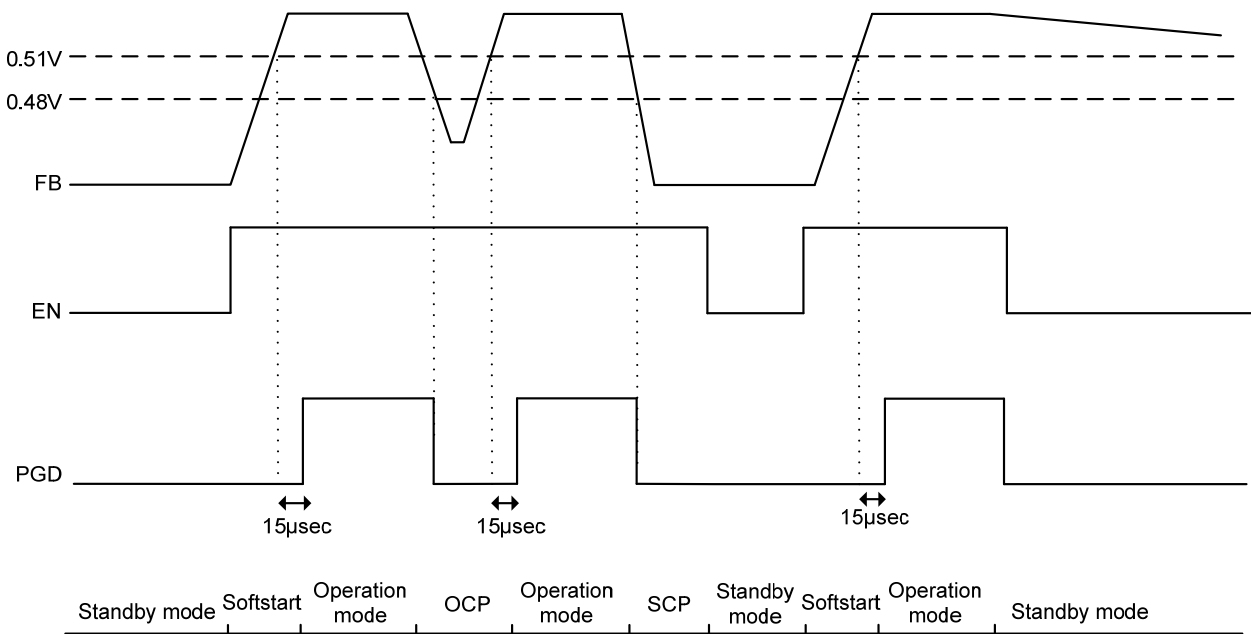 0.51V
0.48V
FB
EN
PGD
15µsec
15µsec
15µsec
Standby mode
Softstart
Operation
mode
OCP
Operation
mode
SCP
Standby
mode
Softstart
Operation
mode
Standby mode